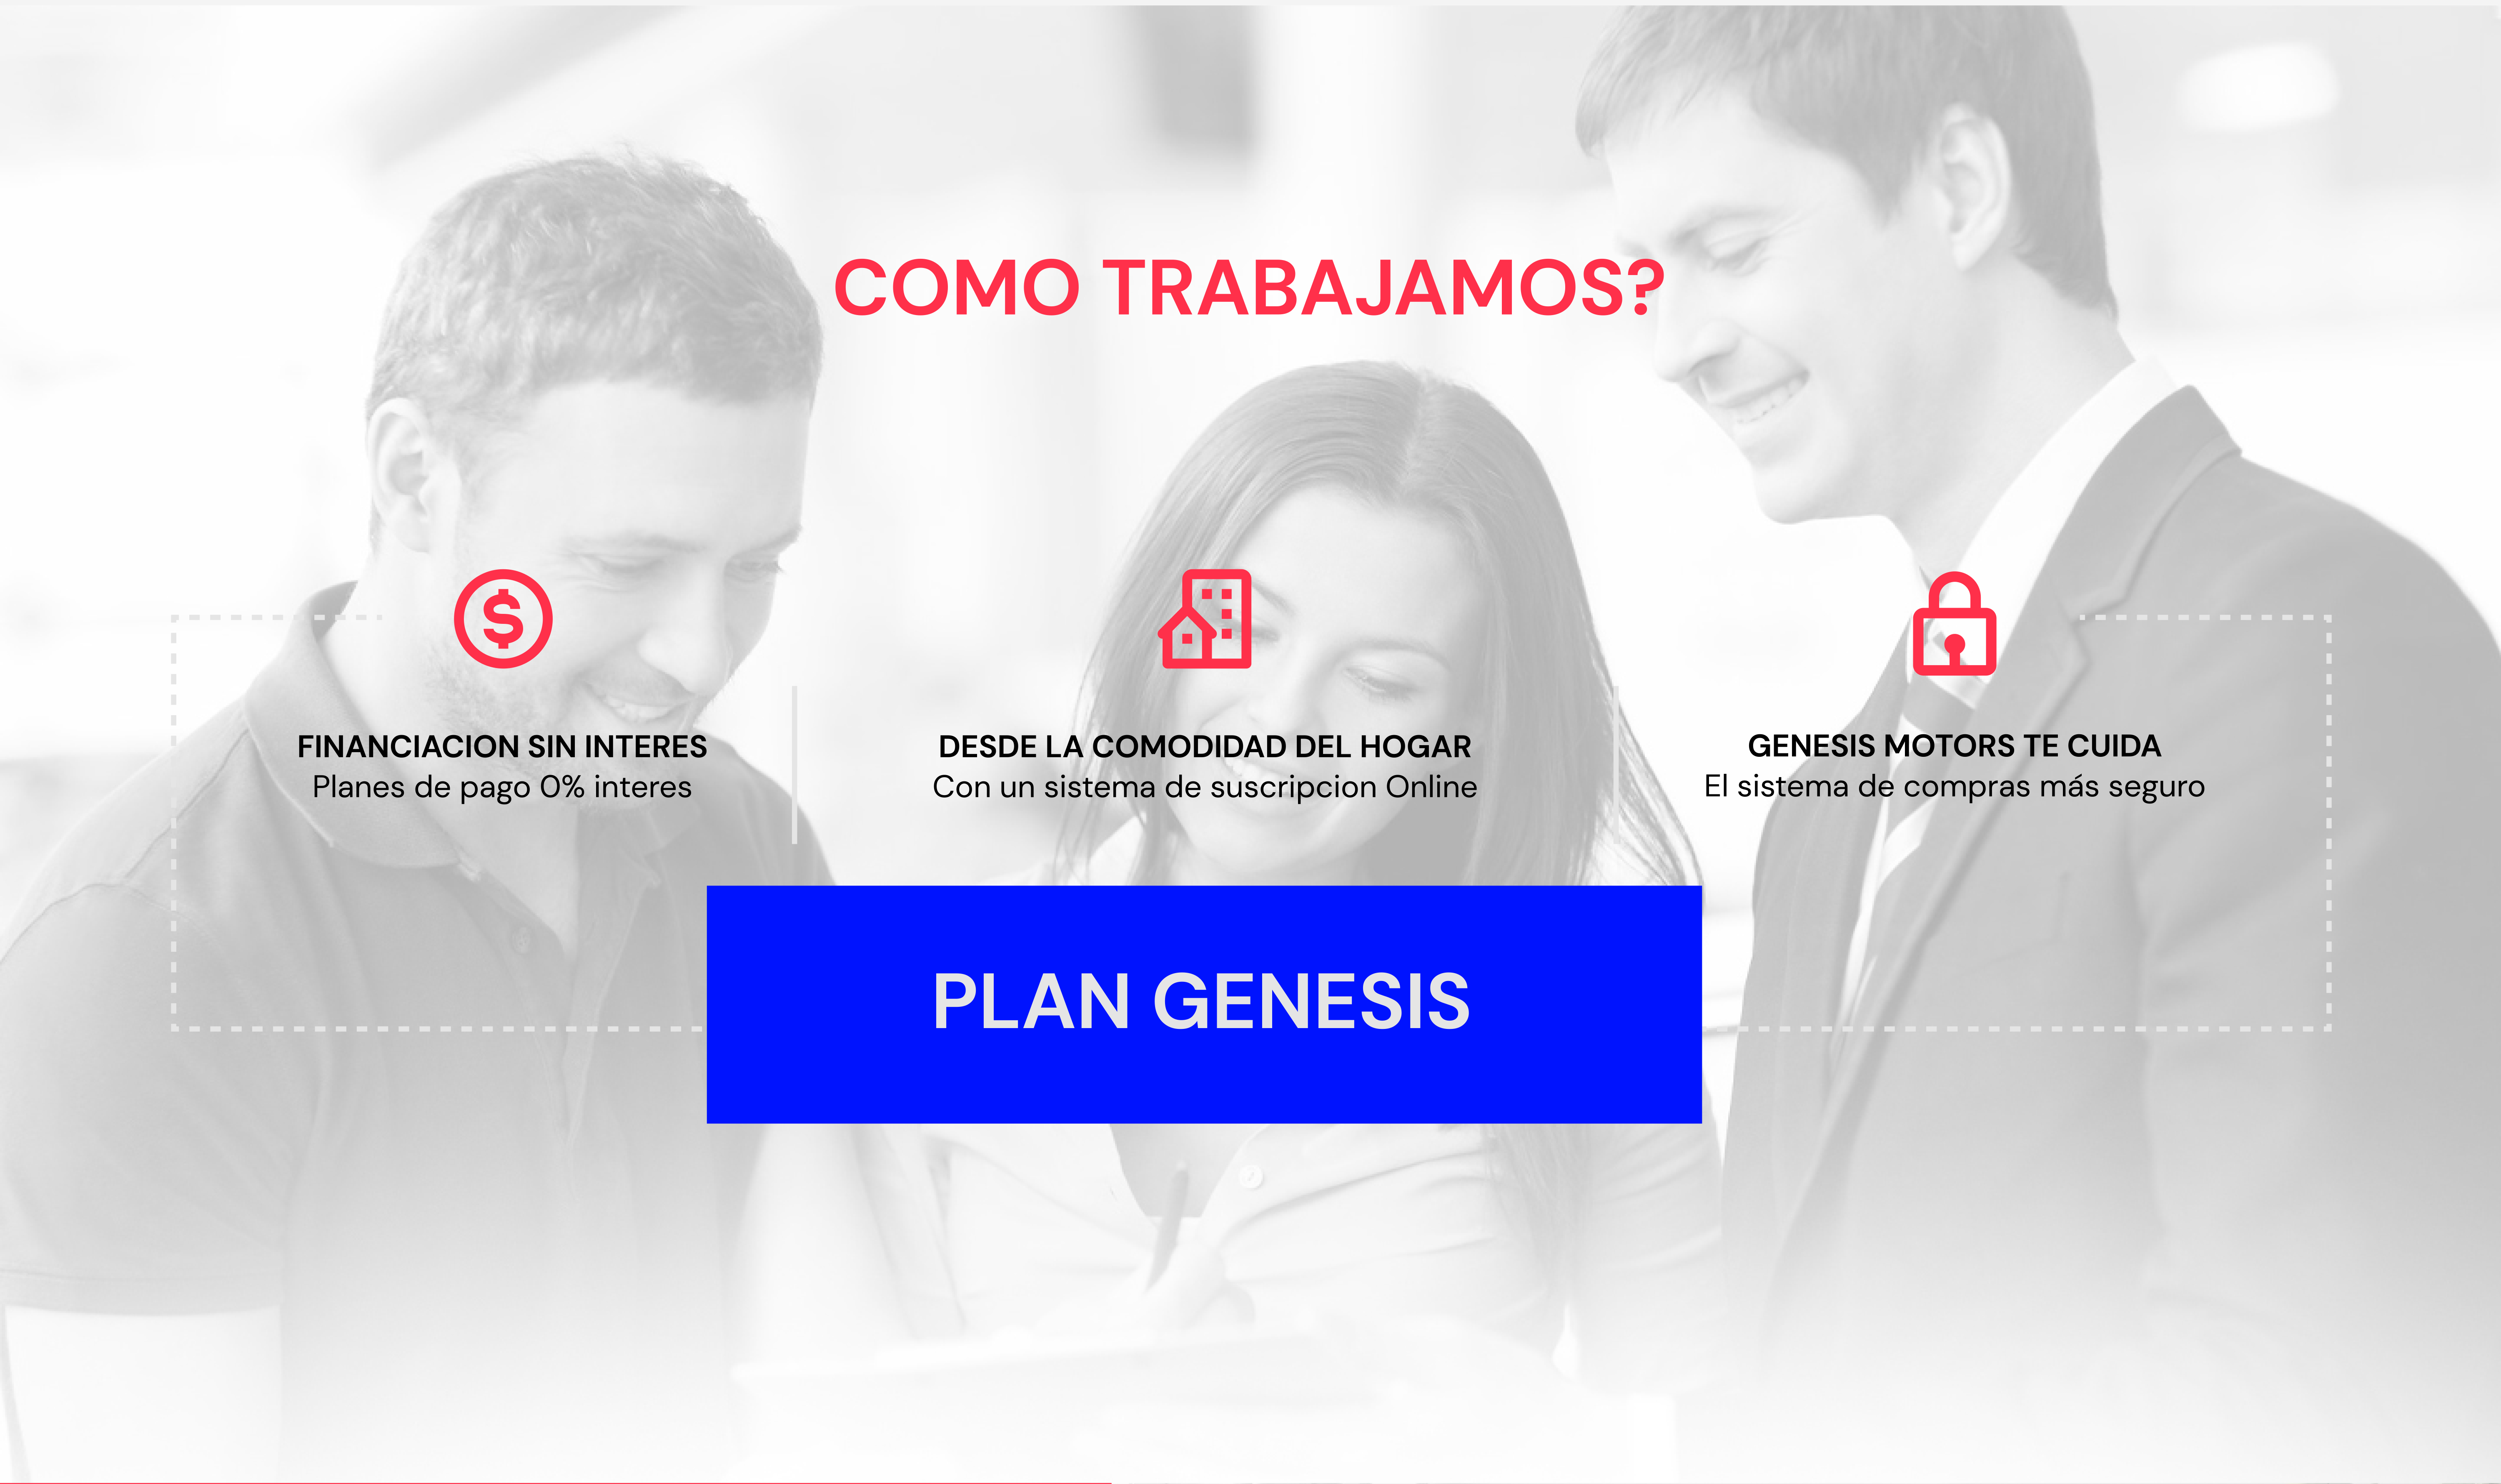 COMO TRABAJAMOS?
FINANCIACION SIN INTERES
Planes de pago 0% interes
DESDE LA COMODIDAD DEL HOGAR
Con un sistema de suscripcion Online
GENESIS MOTORS TE CUIDA
El sistema de compras más seguro
PLAN GENESIS